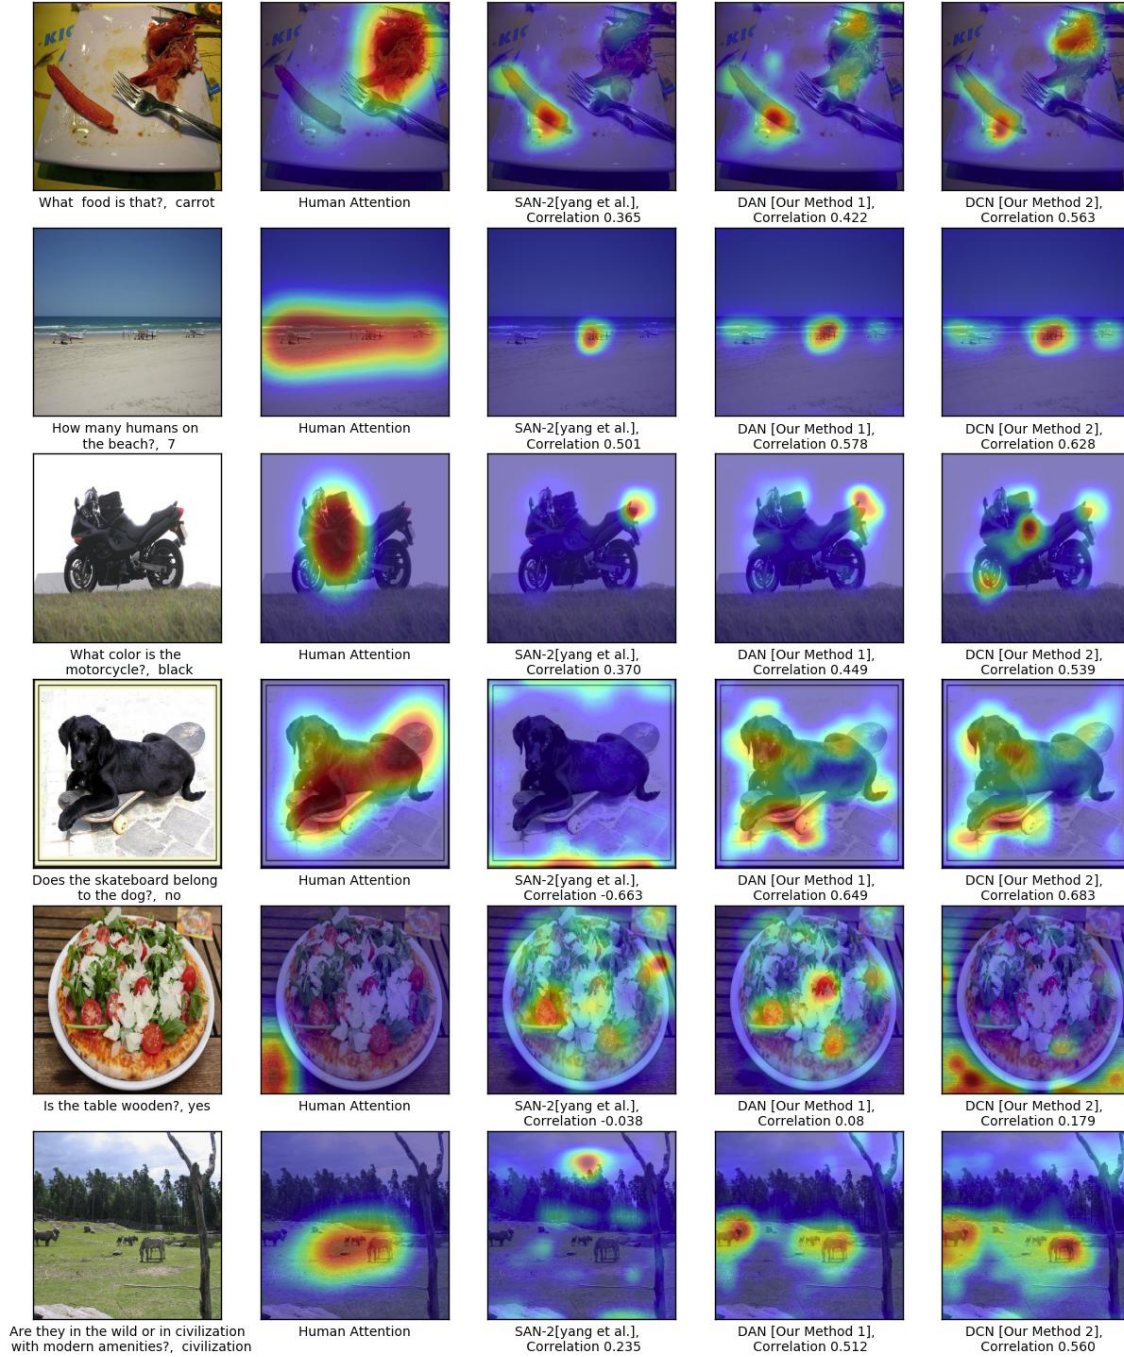 What food is that?, carrot
Human Attention
SAN-2[yang et al.],
Correlation 0.365
DAN [Our Method 1],
Correlation 0.422
DCN [Our Method 2],
Correlation 0.563
How many humans on
the beach?, 7
Human Attention
SAN-2[yang et al.],
Correlation 0.501
DAN [Our Method 1],
Correlation 0.578
DCN [Our Method 2],
Correlation 0.628
What color is the
motorcycle?, black
Human Attention
SAN-2[yang et al.],
Correlation 0.370
DAN [Our Method 1],
Correlation 0.449
DCN [Our Method 2],
Correlation 0.539
Does the skateboard belong
to the dog?, no
Human Attention
SAN-2[yang et al.],
Correlation -0.663
DAN [Our Method 1],
Correlation 0.649
DCN [Our Method 2],
Correlation 0.683
Is the table wooden?, yes
Human Attention
SAN-2[yang et al.],
Correlation -0.038
DAN [Our Method 1],
Correlation 0.08
DCN [Our Method 2],
Correlation 0.179
Are they in the wild or in civilization
with modern amenities?, civilization
Human Attention
SAN-2[yang et al.],
Correlation 0.235
DAN [Our Method 1],
Correlation 0.512
DCN [Our Method 2],
Correlation 0.560